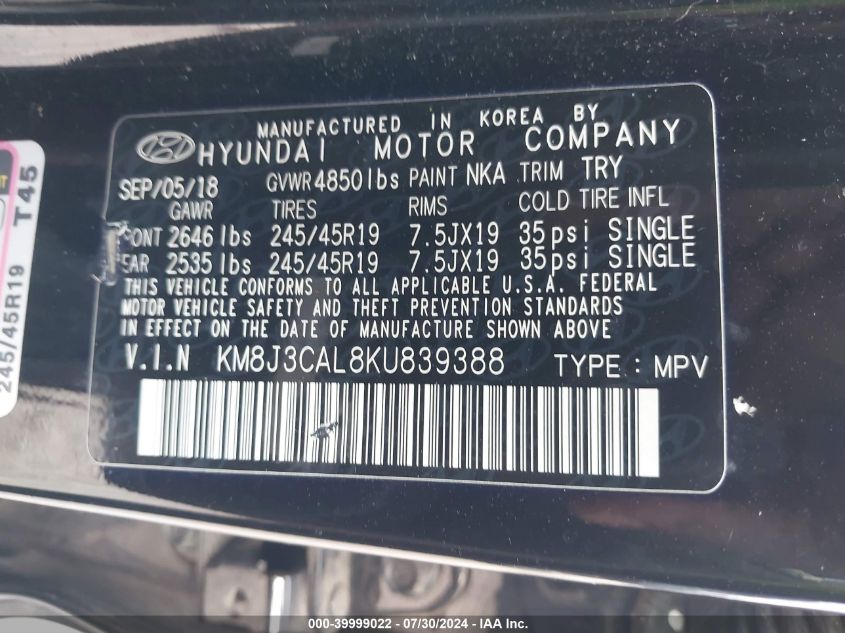 MANUFACTURED IN KOREA BY
HYUNDAI MOTOR COMPANY
SEP/05/18 GVWR 4850 lbs PAINT NKA TRIM TRY
GAWR TIRES RIMS COLD TIRE INFL
ONT 2646 lbs 245/45R19 7.5JX19 35psi SINGLE
EAR 2535 lbs 245/45R19 7.5JX19 35psi SINGLE
THIS VEHICLE CONFORMS TO ALL APPLICABLE U.S.A. FEDERAL
MOTOR VEHICLE SAFETY AND THEFT PREVENTION STANDARDS
IN EFFECT ON THE DATE OF MANUFACTURE SHOWN ABOVE
V.I.N KM8J3CAL8KU839388 TYPE : MPV
245/45R19 T45
000-39999022 - 07/30/2024 - IAA Inc.